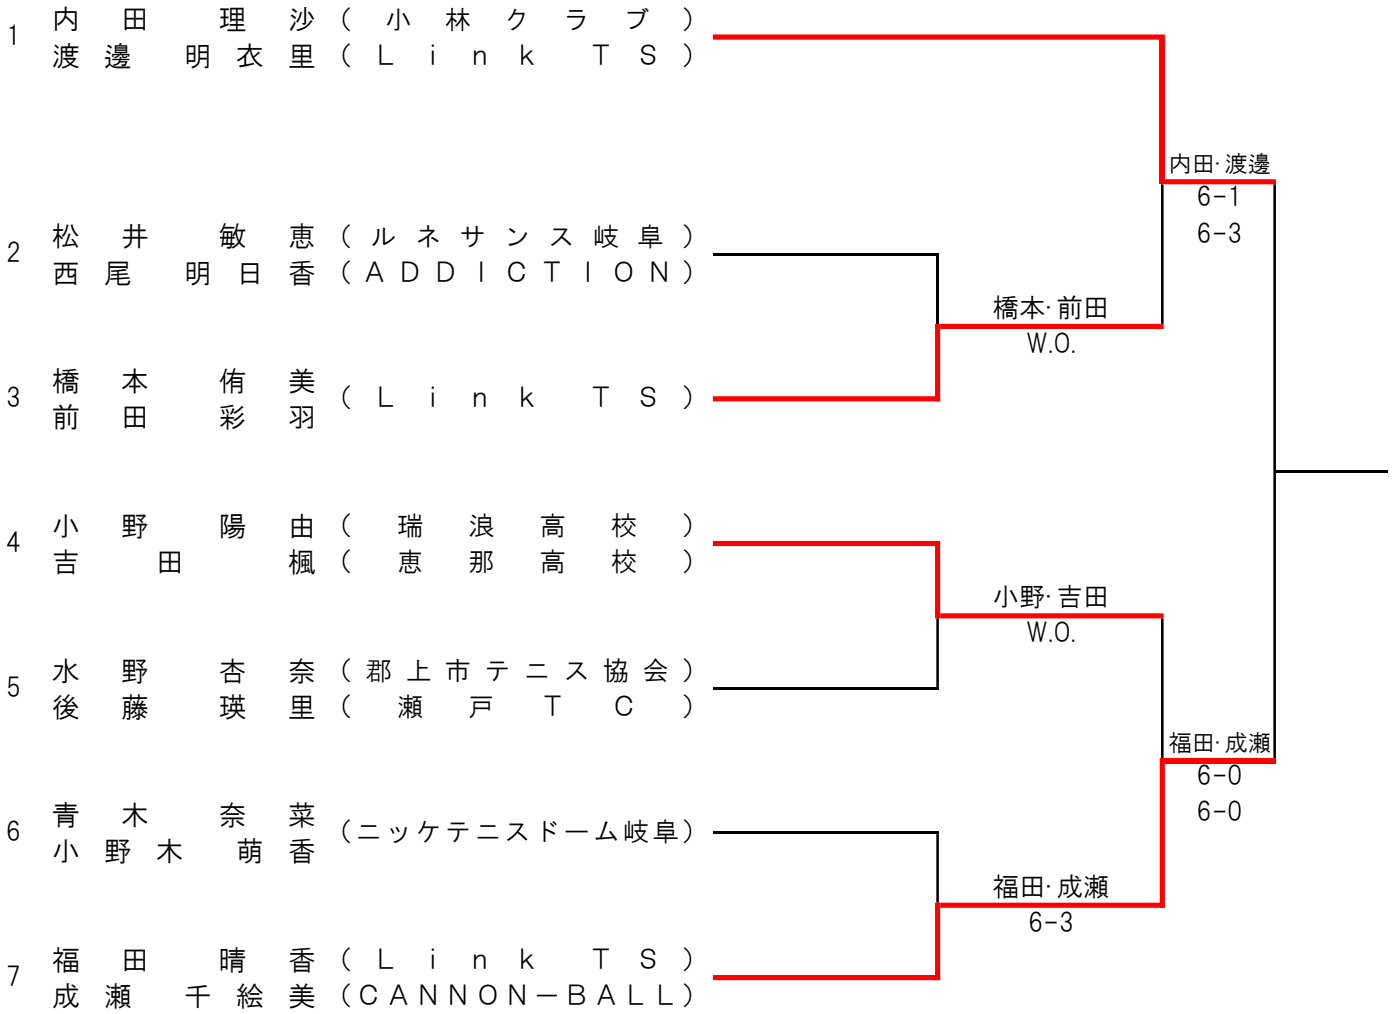 1 内田 理沙 (小林クラブ)
渡邊 明衣里 (Link TS)
内田・渡邊
6-1
6-3
2 松井 敏恵 (ルネサンス岐阜)
西尾 明日香 (ADDICTION)
橋本・前田
W.O.
3 橋本 侑美
前田 彩羽 (Link TS)
4 小野 陽由 (瑞浪高校)
吉田 楓 (恵那高校)
小野・吉田
W.O.
5 水野 杏奈 (郡上市テニス協会)
後藤 瑛里 (瀬戸TC)
福田・成瀬
6-0
6-0
6 青木 奈菜
小野木 萌香 (ニッケテニスドーム岐阜)
福田・成瀬
6-3
7 福田 晴香 (Link TS)
成瀬 千絵美 (CANNON-BALL)